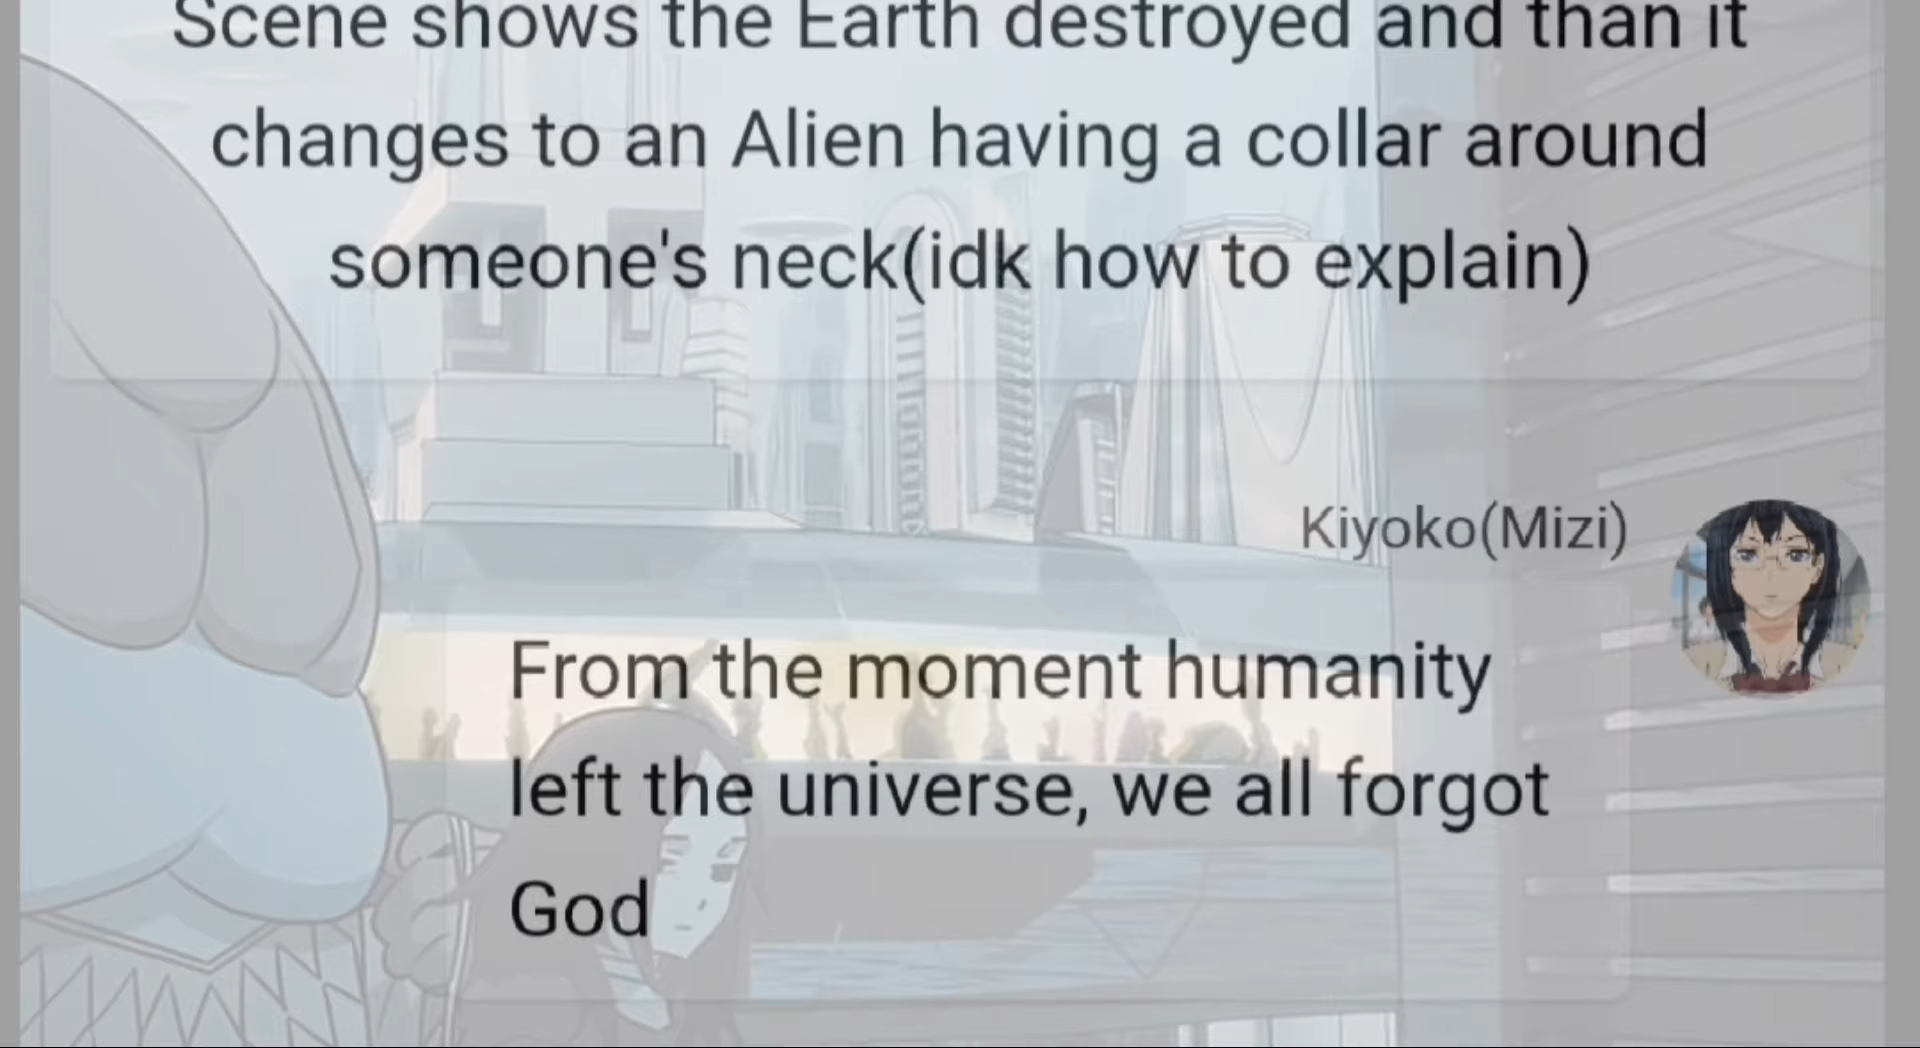 Scene shows the Earth destroyed and than it
changes to an Alien having a collar around
someone's neck(idk how to explain)
Kiyoko(Mizi)
From the moment humanity
left the universe, we all forgot
God